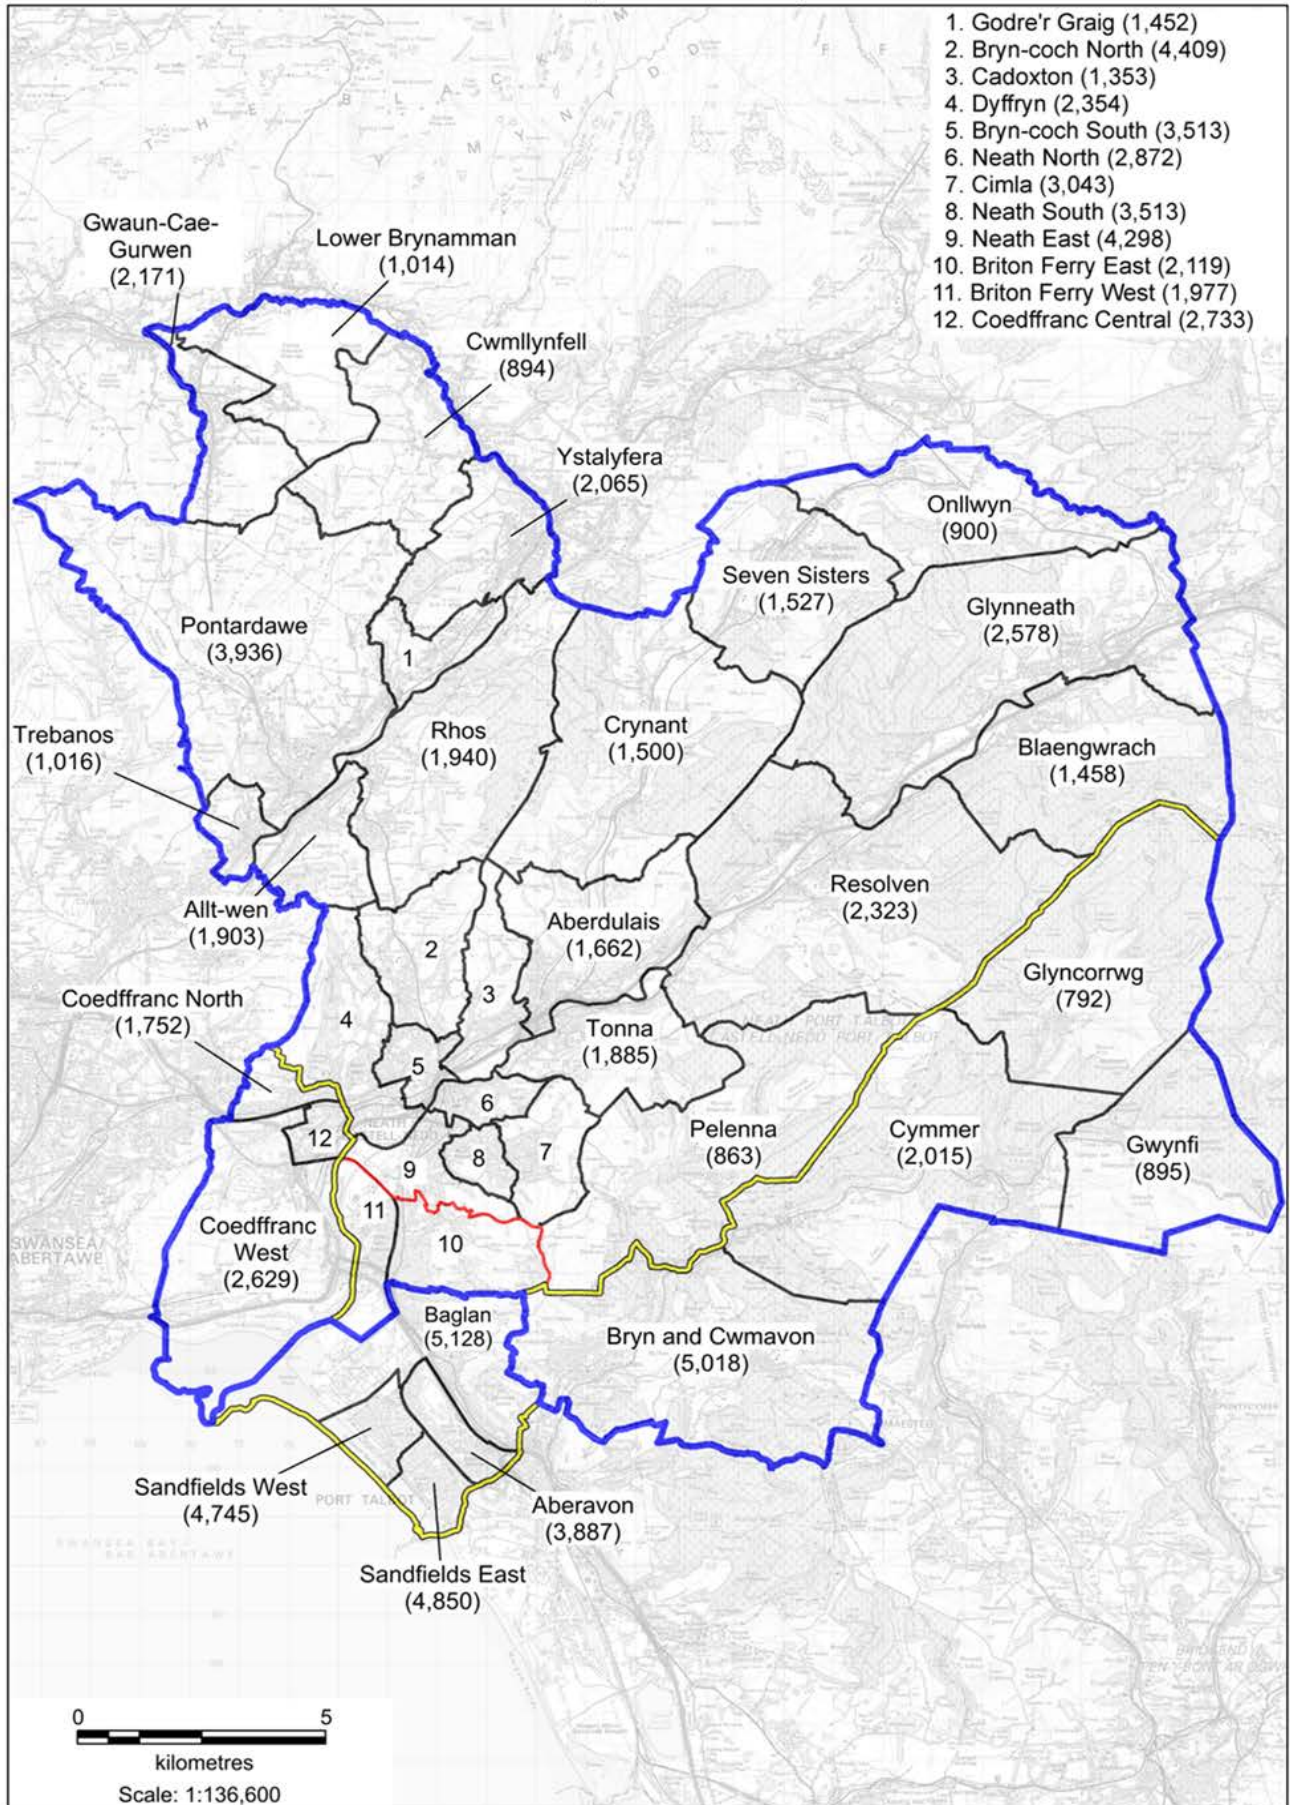 1. Godre'r Graig (1,452)
2. Bryn-coch North (4,409)
3. Cadoxton (1,353)
4. Dyffryn (2,354)
5. Bryn-coch South (3,513)
6. Neath North (2,872)
7. Cimla (3,043)
8. Neath South (3,513)
9. Neath East (4,298)
10. Briton Ferry East (2,119)
11. Briton Ferry West (1,977)
12. Coedffranc Central (2,733)
Gwaun-Cae-
Gurwen
(2,171)
Lower Brynamman
(1,014)
Cwmllynfell
(894)
Ystalyfera
(2,065)
Onllwyn
(900)
Seven Sisters
(1,527)
Glynneath
(2,578)
Pontardawe
(3,936)
1
Rhos
(1,940)
Crynant
(1,500)
Trebanos
(1,016)
Blaengwrach
(1,458)
Allt-wen
(1,903)
Resolven
(2,323)
2
Aberdulais
(1,662)
Glyncorrwg
(792)
Coedffranc North
(1,752)
3
4
Tonna
(1,885)
5
6
Pelenna
(863)
Cymmer
(2,015)
Gwynfi
(895)
12
7
8
9
11
10
Coedffranc
West
(2,629)
SWANSEA
ABERTAWE
Baglan
(5,128)
Bryn and Cwmavon
(5,018)
MAESTEG
Sandfields West
(4,745)
PORT TALBOT
Aberavon
(3,887)
Sandfields East
(4,850)
0 5
kilometres
Scale: 1:136,600